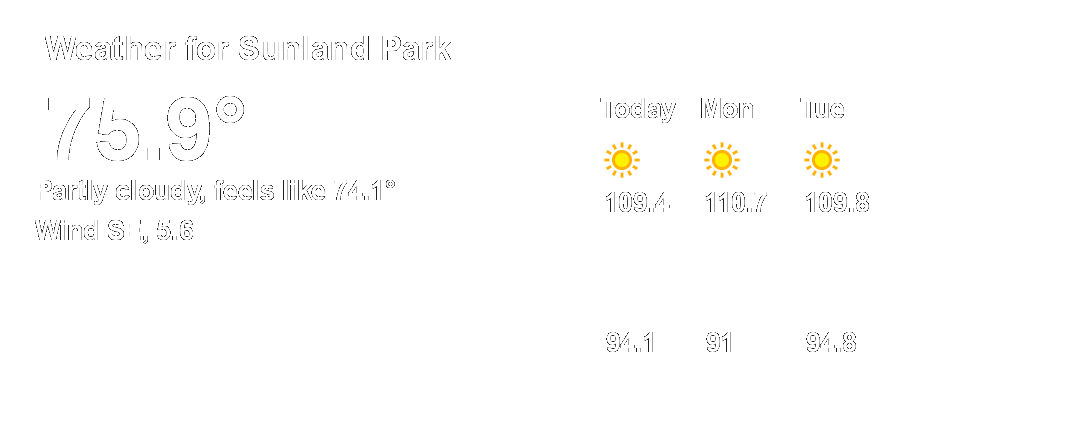 Weather for Sunland Park
75.9°
Partly cloudy, feels like 74.1°
Wind SE, 5.6
Today Mon Tue
109.4 110.7 109.8
94.1 91 94.8